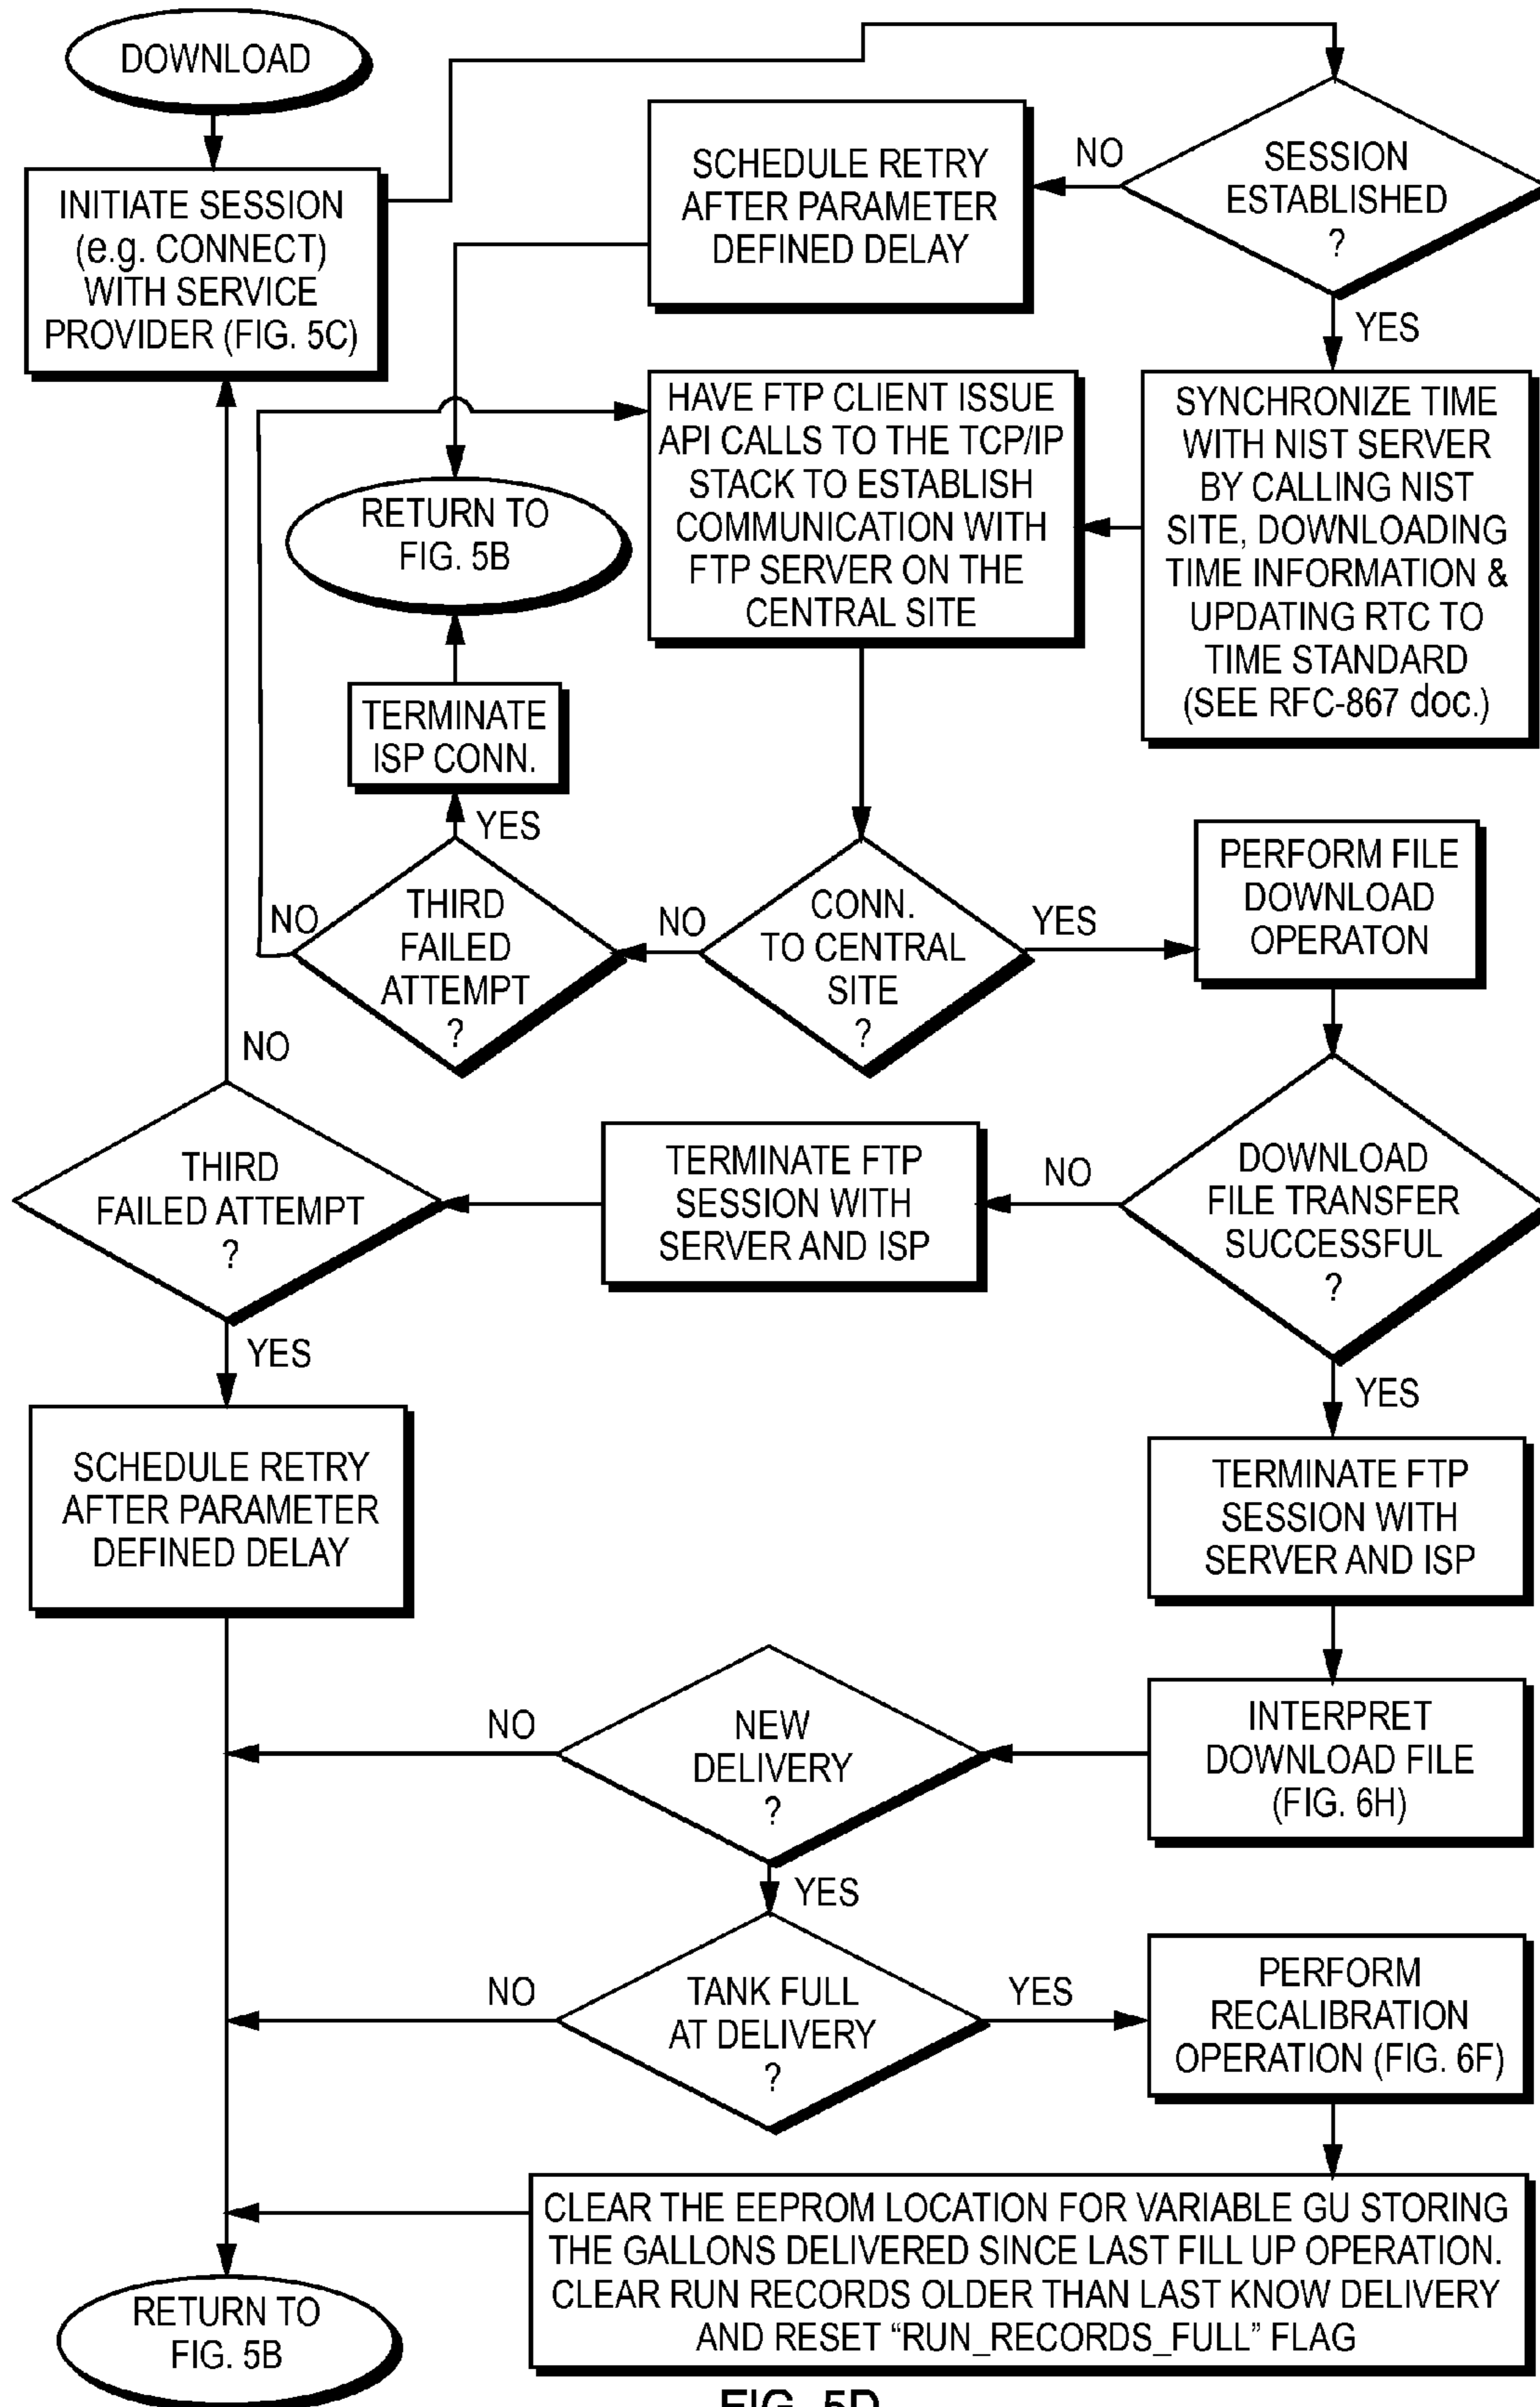 DOWNLOAD
INITIATE SESSION
(e.g. CONNECT)
WITH SERVICE
PROVIDER (FIG. 5C)
SCHEDULE RETRY
AFTER PARAMETER
DEFINED DELAY
NO
SESSION
ESTABLISHED
?
YES
HAVE FTP CLIENT ISSUE
API CALLS TO THE TCP/IP
STACK TO ESTABLISH
COMMUNICATION WITH
FTP SERVER ON THE
CENTRAL SITE
SYNCHRONIZE TIME
WITH NIST SERVER
BY CALLING NIST
SITE, DOWNLOADING
TIME INFORMATION &
UPDATING RTC TO
TIME STANDARD
(SEE RFC-867 doc.)
RETURN TO
FIG. 5B
TERMINATE
ISP CONN.
YES
NO
THIRD
FAILED
ATTEMPT
?
NO
CONN.
TO CENTRAL
SITE
?
YES
PERFORM FILE
DOWNLOAD
OPERATON
NO
THIRD
FAILED ATTEMPT
?
TERMINATE FTP
SESSION WITH
SERVER AND ISP
NO
DOWNLOAD
FILE TRANSFER
SUCCESSFUL
?
YES
YES
SCHEDULE RETRY
AFTER PARAMETER
DEFINED DELAY
TERMINATE FTP
SESSION WITH
SERVER AND ISP
NO
NEW
DELIVERY
?
INTERPRET
DOWNLOAD FILE
(FIG. 6H)
YES
NO
TANK FULL
AT DELIVERY
?
YES
PERFORM
RECALIBRATION
OPERATION (FIG. 6F)
CLEAR THE EEPROM LOCATION FOR VARIABLE GU STORING
THE GALLONS DELIVERED SINCE LAST FILL UP OPERATION.
CLEAR RUN RECORDS OLDER THAN LAST KNOW DELIVERY
AND RESET “RUN_RECORDS_FULL” FLAG
RETURN TO
FIG. 5B
FIG. 5D